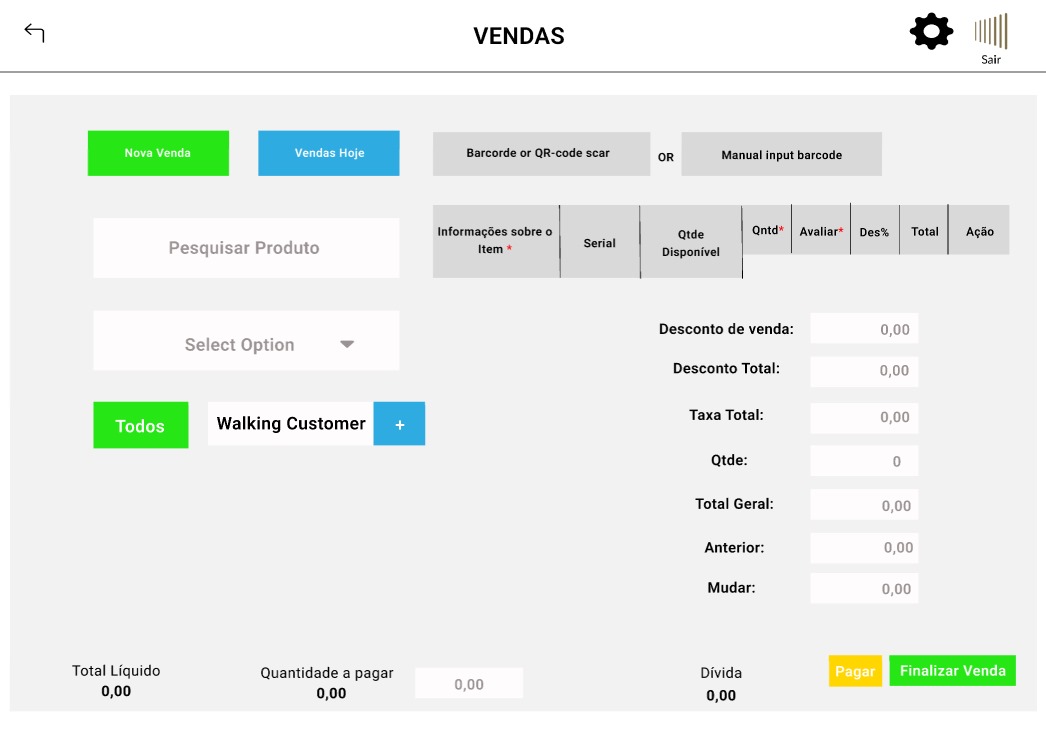 VENDAS
Sair
Nova Venda
Vendas Hoje
Barcorde or QR-code scar
OR
Manual input barcode
Pesquisar Produto
Informações sobre o
Item *
Serial
Qtde
Disponível
Qntd*
Avaliar*
Des%
Total
Ação
Select Option
Todos
Walking Customer
+
Desconto de venda:
0,00
Desconto Total:
0,00
Taxa Total:
0,00
Qtde:
0
Total Geral:
0,00
Anterior:
0,00
Mudar:
0,00
Total Líquido
0,00
Quantidade a pagar
0,00
0,00
Dívida
0,00
Pagar
Finalizar Venda